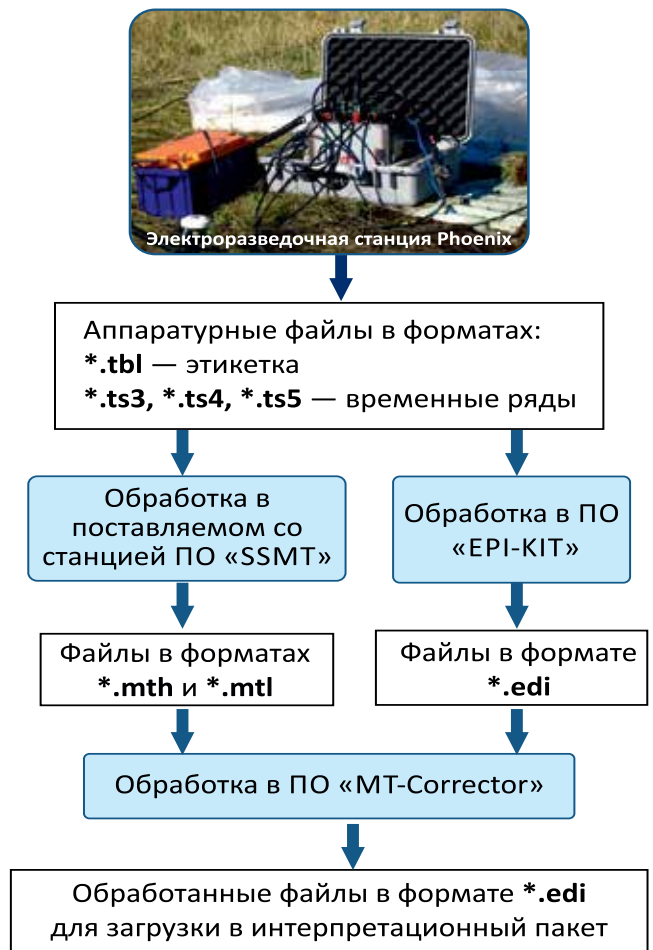 Электроразведочная станция Phoenix
Аппаратурные файлы в форматах:
*.tbl — этикетка
*.ts3, *.ts4, *.ts5 — временные ряды
Обработка в
поставляемом со
станцией ПО «SSMT»
Обработка в ПО
«EPI-KIT»
Файлы в форматах
*.mth и *.mtl
Файлы в формате
*.edi
Обработка в ПО «MT-Corrector»
Обработанные файлы в формате *.edi
для загрузки в интерпретационный пакет